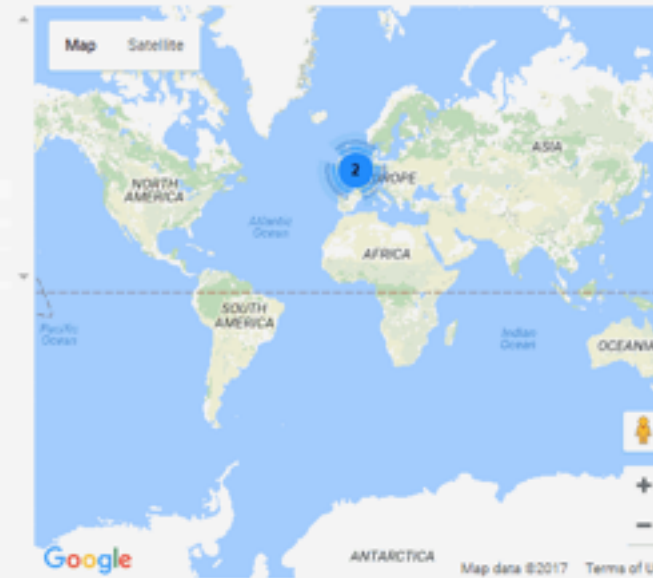 Map Satellite
ASIA
2
EUROPE
NORTH
AMERICA
Atlantic
Ocean
AFRICA
SOUTH
AMERICA
Pacific
Ocean
Indian
Ocean
OCEANIA
+
−
Google
ANTARCTICA
Map data ©2017 Terms of U